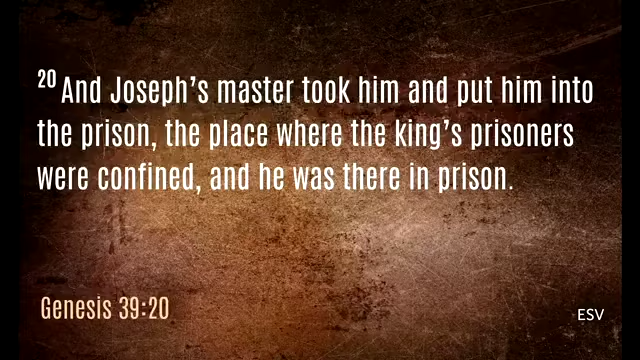 20 And Joseph’s master took him and put him into
the prison, the place where the king’s prisoners
were confined, and he was there in prison.
Genesis 39:20
ESV